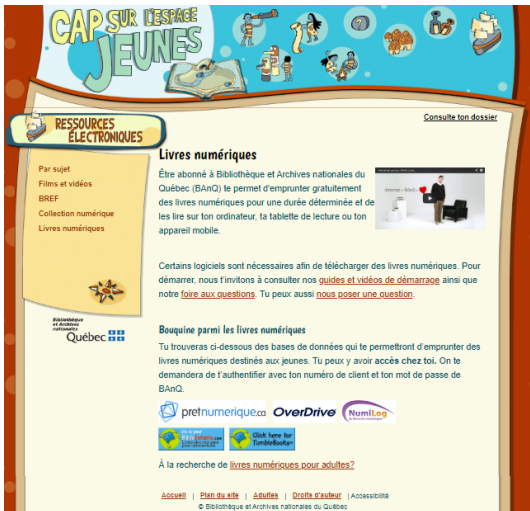 CAP SUR L'ESPACE
JEUNES
Consulte ton dossier
RESSOURCES
ÉLECTRONIQUES
Par sujet
Films et vidéos
BREF
Collection numérique
Livres numériques
Bibliothèque
et Archives
nationales
Québec
Livres numériques
Être abonné à Bibliothèque et Archives nationales du
Québec (BAnQ) te permet d'emprunter gratuitement
des livres numériques pour une durée déterminée et de
les lire sur ton ordinateur, ta tablette de lecture ou ton
appareil mobile.
Certains logiciels sont nécessaires afin de télécharger des livres numériques. Pour
démarrer, nous t'invitons à consulter nos guides et vidéos de démarrage ainsi que
notre foire aux questions. Tu peux aussi nous poser une question.
Bouquine parmi les livres numériques
Tu trouveras ci-dessous des bases de données qui te permettront d'emprunter des
livres numériques destinés aux jeunes. Tu peux y avoir accès chez toi. On te
demandera de t'authentifier avec ton numéro de client et ton mot de passe de
BAnQ.
pretnumerique.ca OverDrive NumiLog
Click here for
TumbleBooks
À la recherche de livres numériques pour adultes?
Accueil | Plan du site | Adultes | Droits d'auteur | Accessibilité
© Bibliothèque et Archives nationales du Québec